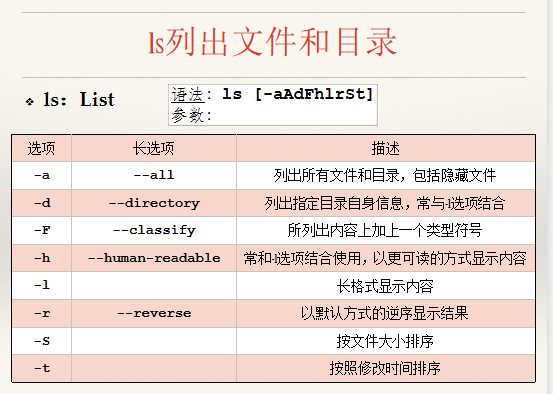 ls列出文件和目录
❖ ls：List
语法: ls [-aAdFhlrSt]
参数:
选项 长选项 描述
-a --all 列出所有文件和目录，包括隐藏文件
-d --directory 列出指定目录自身信息，常与-l选项结合
-F --classify 所列出内容上加上一个类型符号
-h --human-readable 常和-l选项结合使用，以更可读的方式显示内容
-l 长格式显示内容
-r --reverse 以默认方式的逆序显示结果
-S 按文件大小排序
-t 按照修改时间排序